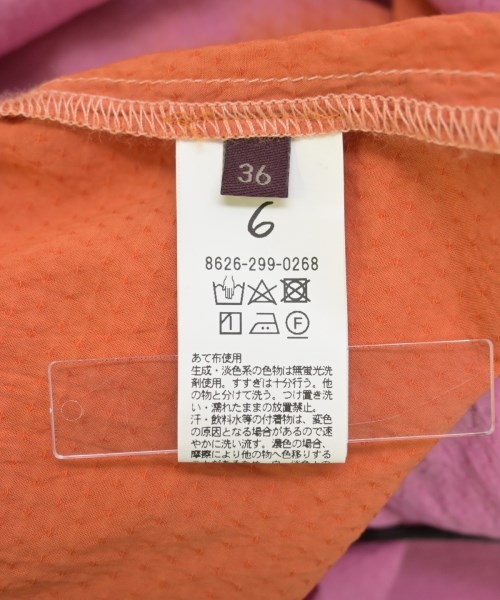 36
6
8626-299-0268
F
あて布使用
生成・淡色系の色物は無蛍光洗
剤使用。すすぎは十分行う。他
の物と分けて洗う。つけ置き洗
い・濡れたままの放置禁止。
汗・飲料水等の付着物は、変色
の原因となる場合があるので速
やかに洗い流す。濃色の場合、
摩擦により他の物へ色移りする